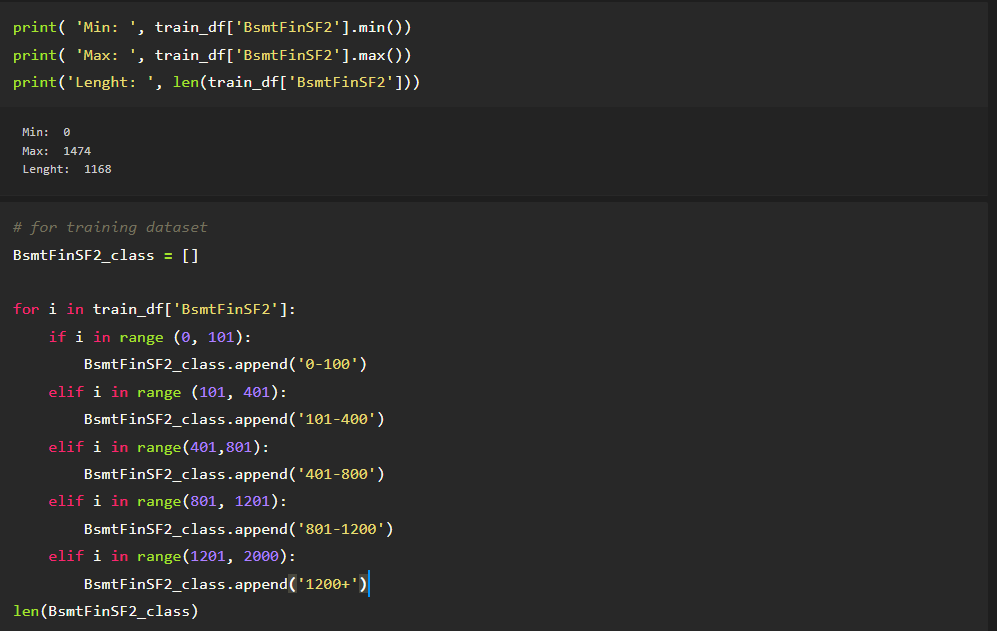 print( 'Min: ', train_df['BsmtFinSF2'].min())
print( 'Max: ', train_df['BsmtFinSF2'].max())
print('Lenght: ', len(train_df['BsmtFinSF2']))
Min:  0
Max:  1474
Lenght:  1168
# for training dataset
BsmtFinSF2_class = []
for i in train_df['BsmtFinSF2']:
    if i in range (0, 101):
        BsmtFinSF2_class.append('0-100')
    elif i in range (101, 401):
        BsmtFinSF2_class.append('101-400')
    elif i in range(401,801):
        BsmtFinSF2_class.append('401-800')
    elif i in range(801, 1201):
        BsmtFinSF2_class.append('801-1200')
    elif i in range(1201, 2000):
        BsmtFinSF2_class.append('1200+')
len(BsmtFinSF2_class)